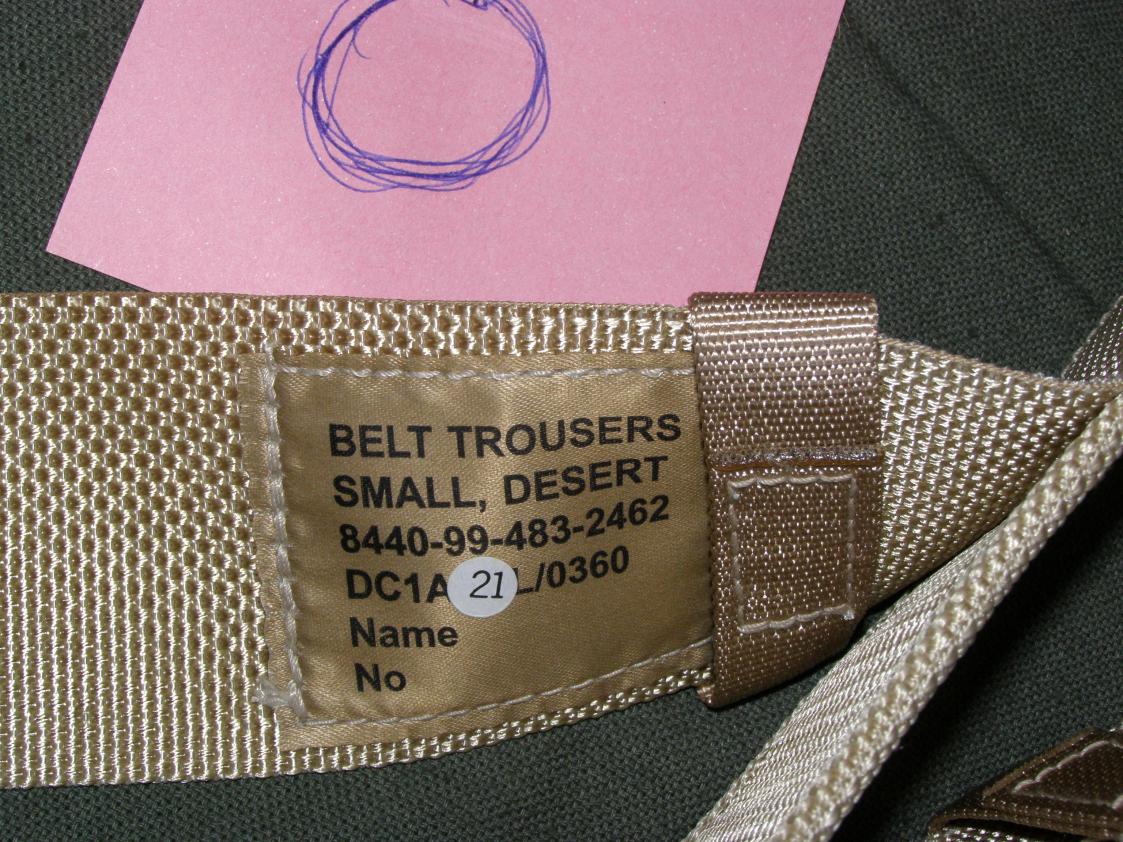 BELT TROUSERS
SMALL, DESERT
8440-99-483-2462
DC1A 21 L/0360
Name
No